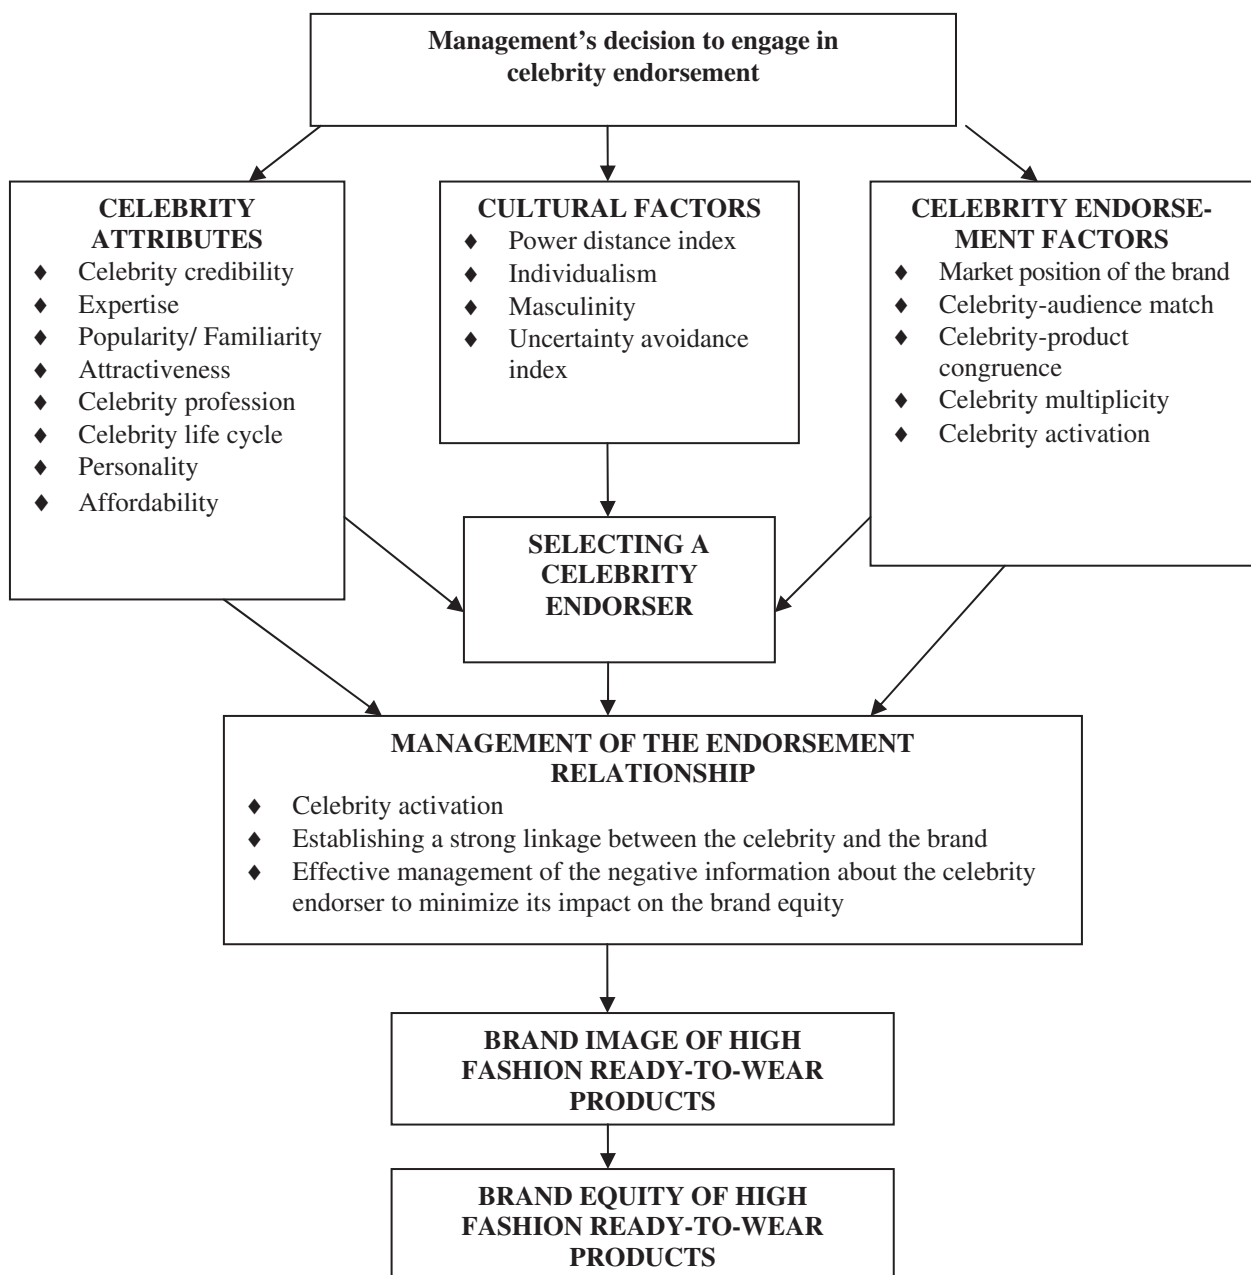 Management’s decision to engage in
celebrity endorsement
CELEBRITY
ATTRIBUTES
♦ Celebrity credibility
♦ Expertise
♦ Popularity/ Familiarity
♦ Attractiveness
♦ Celebrity profession
♦ Celebrity life cycle
♦ Personality
♦ Affordability
CULTURAL FACTORS
♦ Power distance index
♦ Individualism
♦ Masculinity
♦ Uncertainty avoidance
index
CELEBRITY ENDORSE-
MENT FACTORS
♦ Market position of the brand
♦ Celebrity-audience match
♦ Celebrity-product
congruence
♦ Celebrity multiplicity
♦ Celebrity activation
SELECTING A
CELEBRITY
ENDORSER
MANAGEMENT OF THE ENDORSEMENT
RELATIONSHIP
♦ Celebrity activation
♦ Establishing a strong linkage between the celebrity and the brand
♦ Effective management of the negative information about the celebrity
endorser to minimize its impact on the brand equity
BRAND IMAGE OF HIGH
FASHION READY-TO-WEAR
PRODUCTS
BRAND EQUITY OF HIGH
FASHION READY-TO-WEAR
PRODUCTS